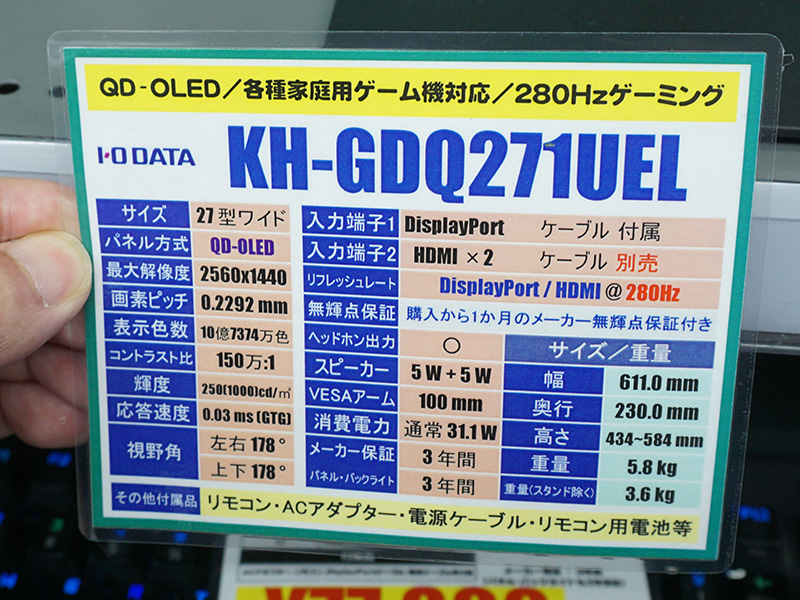 QD-OLED／各種家庭用ゲーム機対応／280Hzゲーミング
I-O DATA KH-GDQ271UEL
サイズ 27型ワイド
パネル方式 QD-OLED
最大解像度 2560x1440
画素ピッチ 0.2292 mm
表示色数 10億7374万色
コントラスト比 150万:1
輝度 250(1000)cd/㎡
応答速度 0.03 ms (GTG)
視野角 左右 178°
上下 178°
入力端子1 DisplayPort ケーブル 付属
入力端子2 HDMI × 2 ケーブル 別売
リフレッシュレート DisplayPort / HDMI @ 280Hz
無輝点保証 購入から1か月のメーカー無輝点保証付き
ヘッドホン出力 ○
スピーカー 5 W + 5 W
VESAアーム 100 mm
消費電力 通常 31.1 W
メーカー保証 3 年間
パネル・バックライト 3 年間
サイズ／重量
幅 611.0 mm
奥行 230.0 mm
高さ 434~584 mm
重量 5.8 kg
重量(スタンド除く) 3.6 kg
その他付属品 リモコン・ACアダプター・電源ケーブル・リモコン用電池等